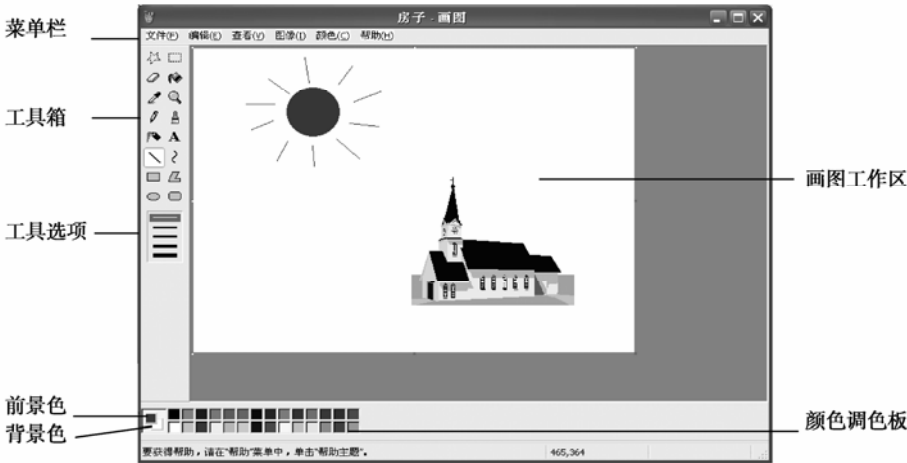 房子 - 画图
菜单栏
文件(F) 编辑(E) 查看(V) 图像(I) 颜色(C) 帮助(H)
工具箱
A
画图工作区
工具选项
前景色
背景色
颜色调色板
要获得帮助，请在“帮助”菜单中，单击“帮助主题”。
465,364